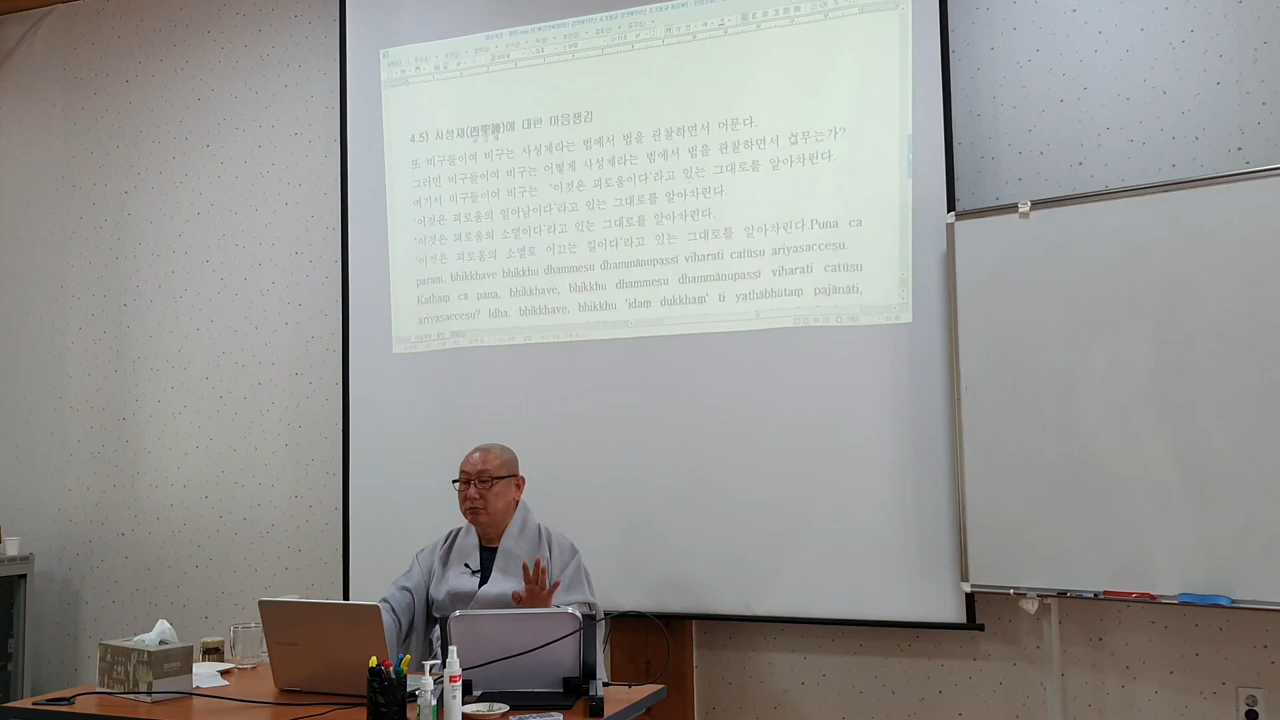 4.5) 사성제(四聖諦)에 대한 마음챙김
또 비구들이여 비구는 사성제라는 법에서 법을 관찰하면서 머문다.
그러면 비구들이여 비구는 어떻게 사성제라는 법에서 법을 관찰하면서 머무는가?
여기서 비구들이여 비구는 '이것은 괴로움이다'라고 있는 그대로를 알아차린다.
'이것은 괴로움의 일어남이다'라고 있는 그대로를 알아차린다.
'이것은 괴로움의 소멸이다'라고 있는 그대로를 알아차린다.
'이것은 괴로움의 소멸로 이끄는 길이다'라고 있는 그대로를 알아차린다.Puna ca
paraṃ, bhikkhave bhikkhu dhammesu dhammānupassī viharati catūsu ariyasaccesu.
Kathaṃ ca pana, bhikkhave, bhikkhu dhammesu dhammānupassī viharati catūsu
ariyasaccesu? Idha, bhikkhave, bhikkhu 'idaṃ dukkhaṃ' ti yathābhūtaṃ pajānāti,